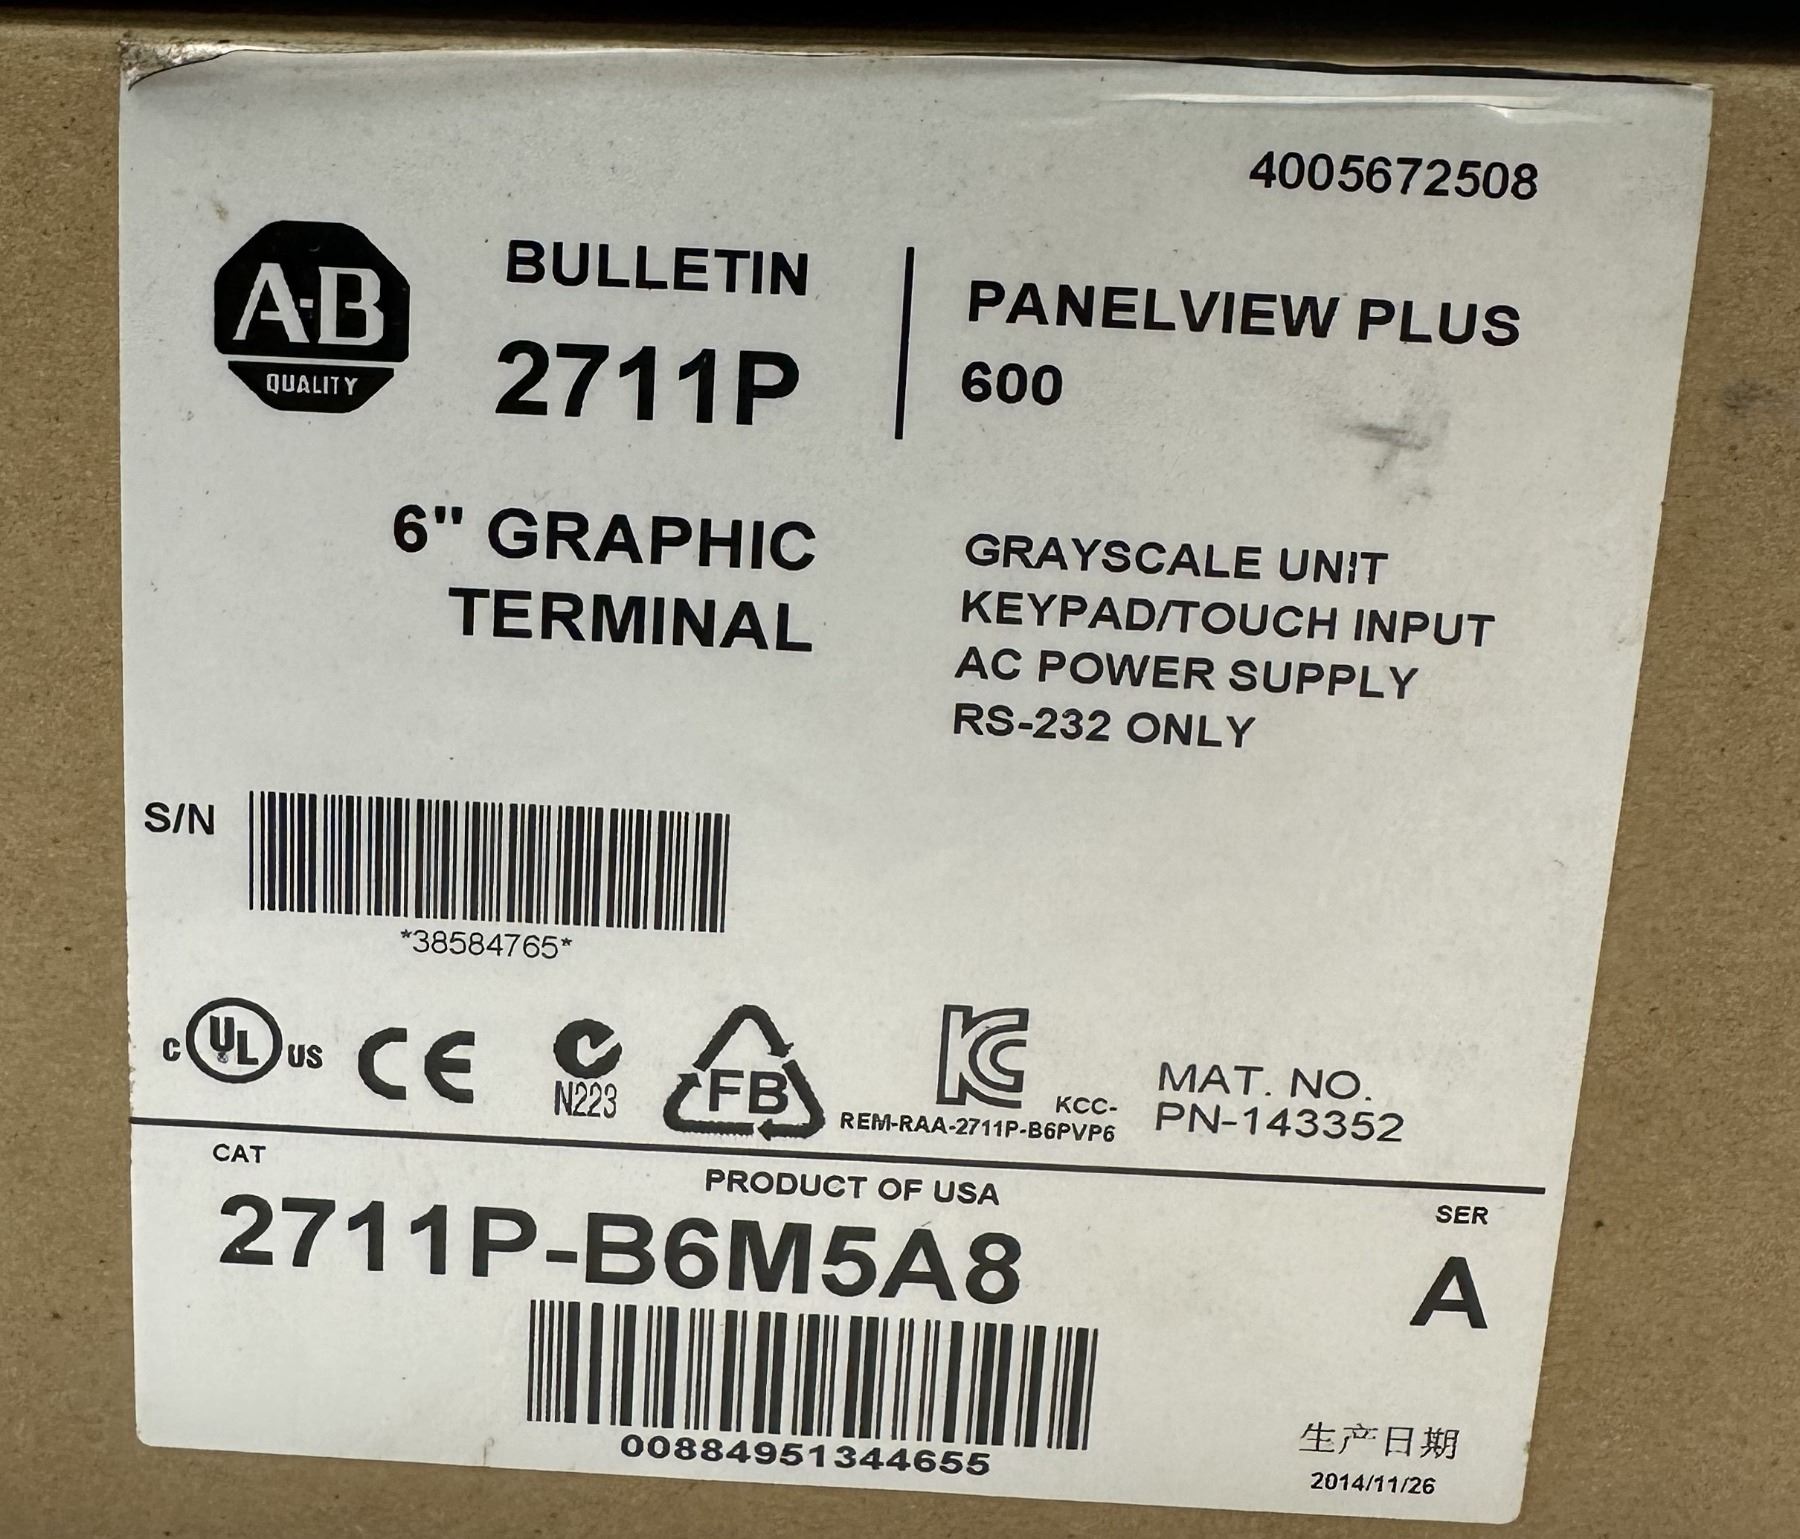 4005672508
A-B
QUALITY
BULLETIN
2711P
PANELVIEW PLUS
600
6" GRAPHIC
TERMINAL
GRAYSCALE UNIT
KEYPAD/TOUCH INPUT
AC POWER SUPPLY
RS-232 ONLY
S/N
*38584765*
c UL US
CE
N223
FB
KC
KCC-
REM-RAA-2711P-B6PVP6
MAT. NO.
PN-143352
CAT
PRODUCT OF USA
SER
2711P-B6M5A8
A
00884951344655
生产日期
2014/11/26